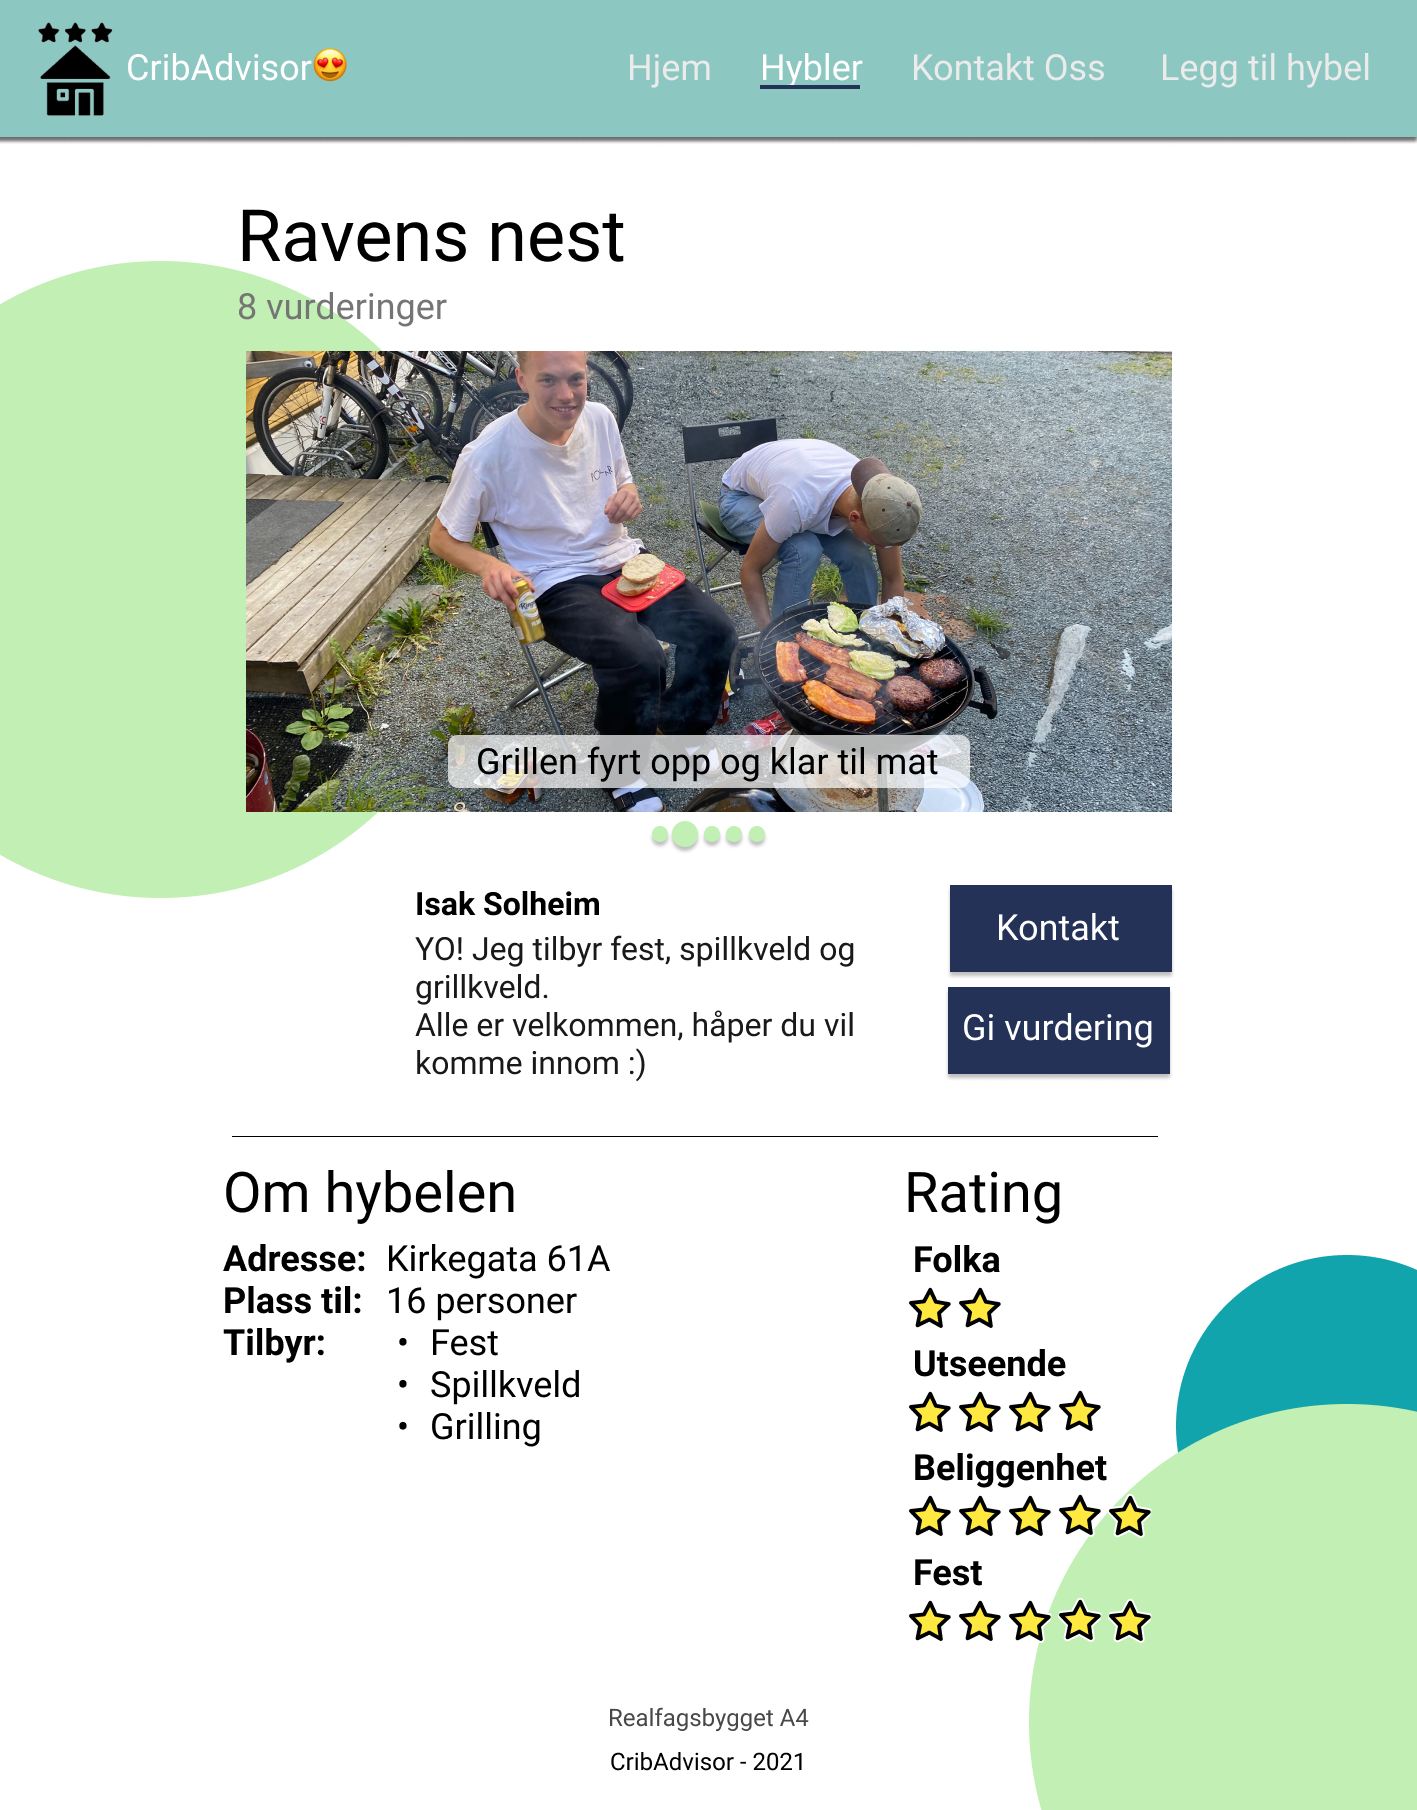 CribAdvisor😍
Hjem
Hybler
Kontakt Oss
Legg til hybel
Ravens nest
8 vurderinger
Grillen fyrt opp og klar til mat
Isak Solheim
YO! Jeg tilbyr fest, spillkveld og
grillkveld.
Alle er velkommen, håper du vil
komme innom :)
Kontakt
Gi vurdering
Om hybelen
Adresse: Kirkegata 61A
Plass til: 16 personer
Tilbyr: • Fest
• Spillkveld
• Grilling
Rating
Folka
Utseende
Beliggenhet
Fest
Realfagsbygget A4
CribAdvisor - 2021